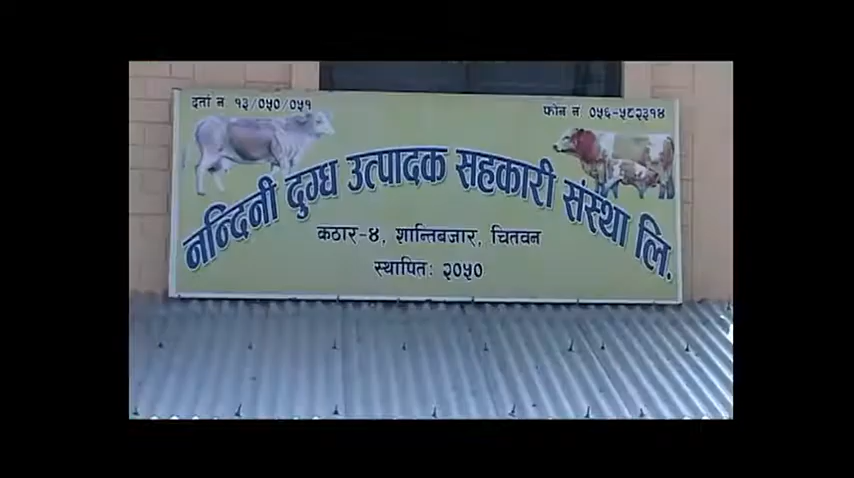 दर्ता न १३/०५०/०५१
फोन न ०५६-५८२३१४
नन्दिनी दुग्ध उत्पादक सहकारी संस्था लि.
कठार-४, शान्तिबजार, चितवन
स्थापित: २०५०